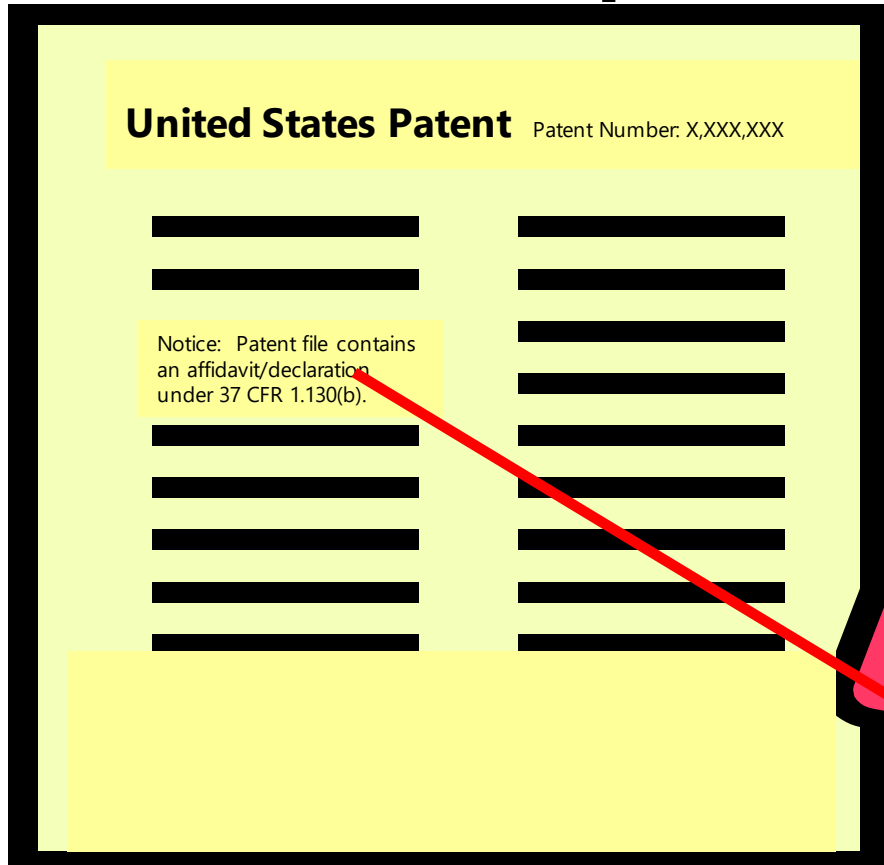 United States Patent Patent Number: X,XXX,XXX
Notice: Patent file contains
an affidavit/declaration
under 37 CFR 1.130(b).